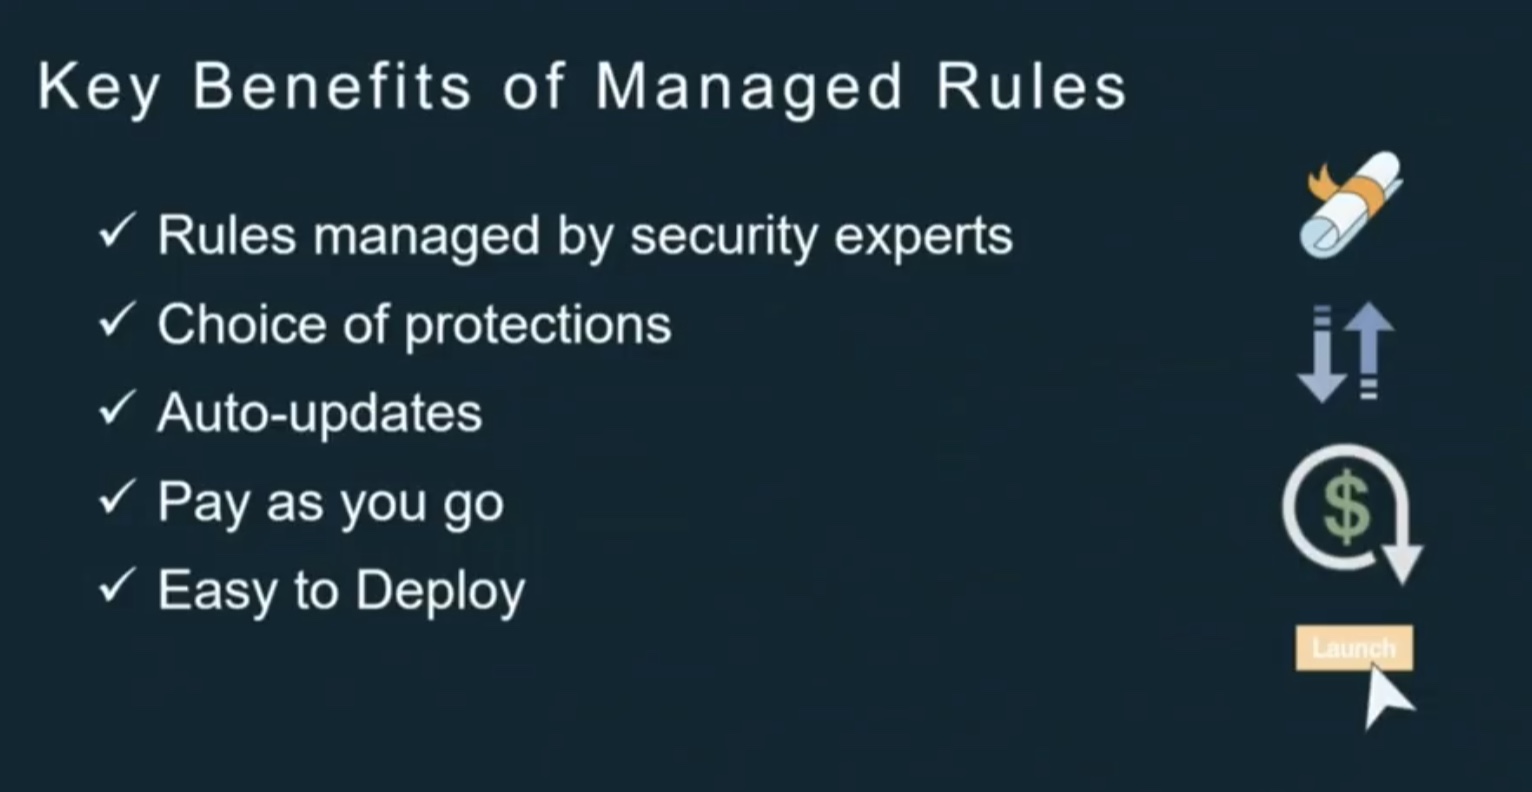 Key Benefits of Managed Rules
✓ Rules managed by security experts
✓ Choice of protections
✓ Auto-updates
✓ Pay as you go
✓ Easy to Deploy
$
Launch